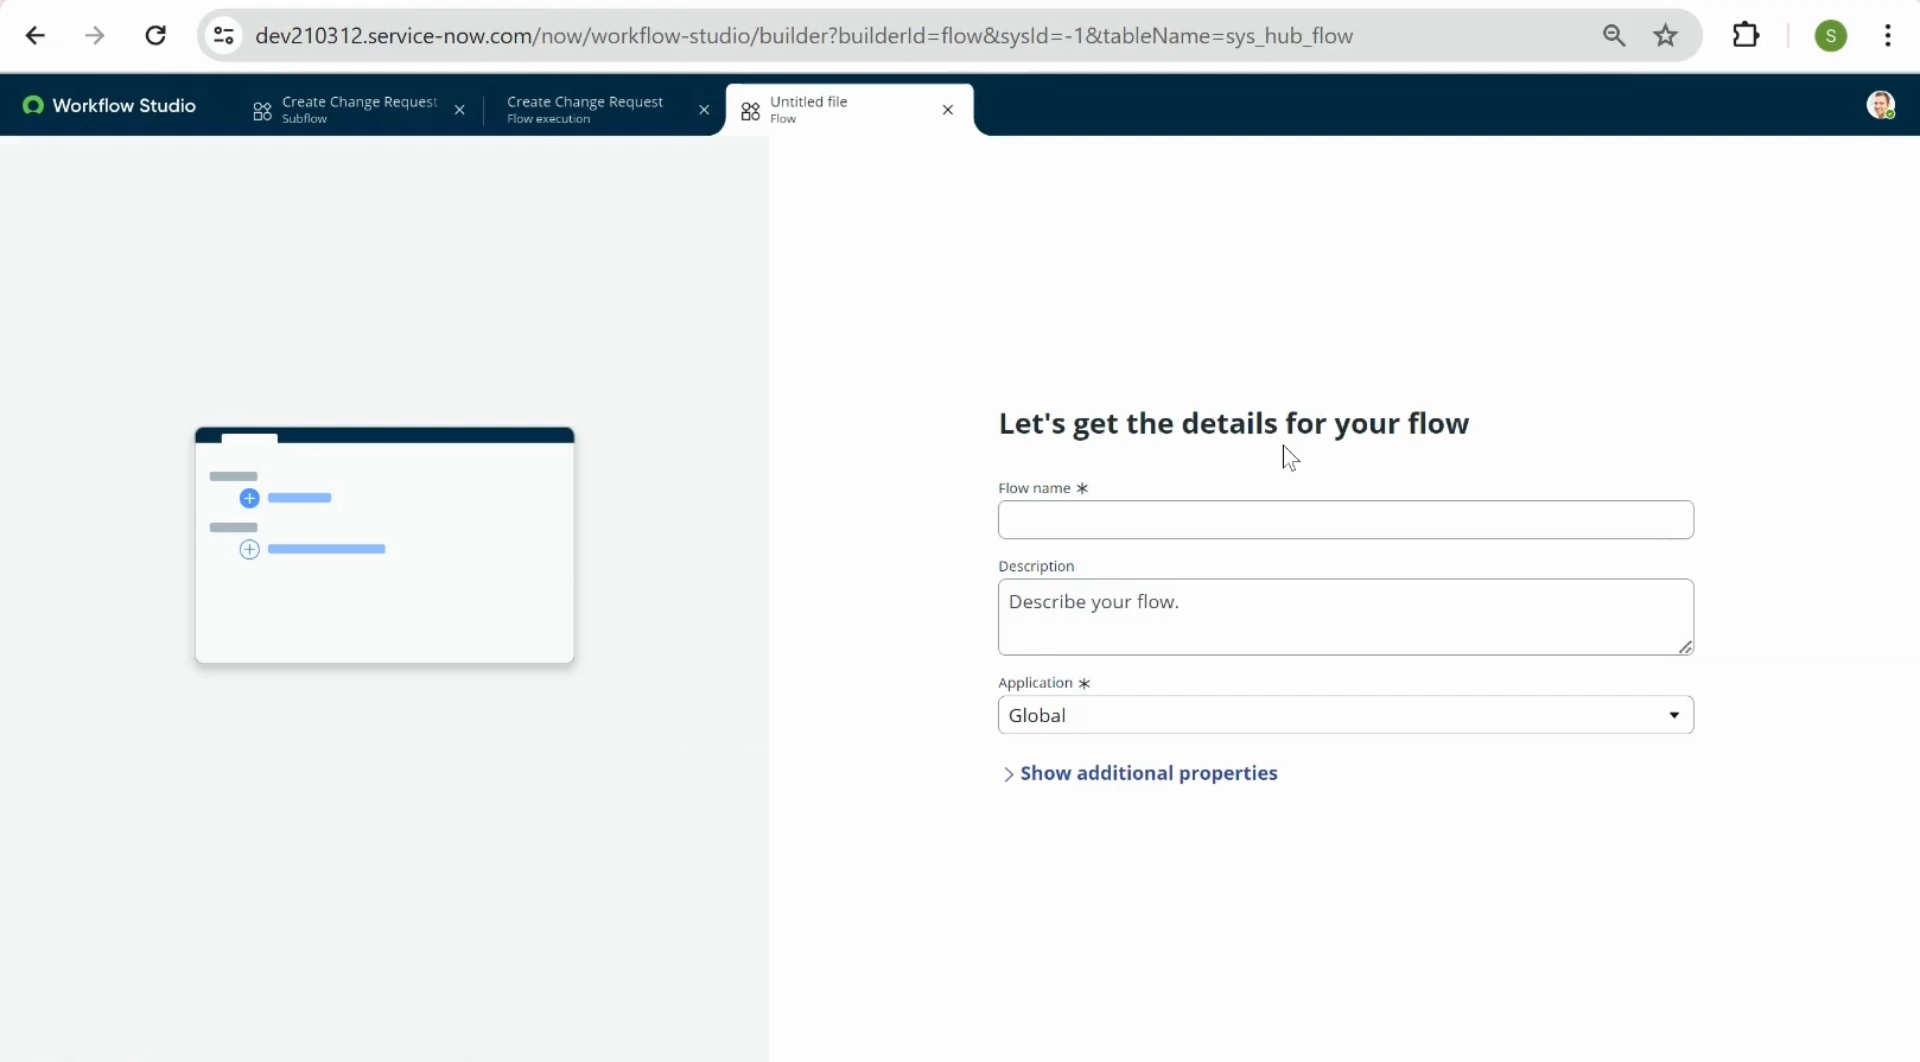 dev210312.service-now.com/now/workflow-studio/builder?builderId=flow&sysId=-1&tableName=sys_hub_flow
S
Workflow Studio
Create Change Request
Subflow
Create Change Request
Flow execution
Untitled file
Flow
Let's get the details for your flow
Flow name *
Description
Describe your flow.
Application *
Global
Show additional properties